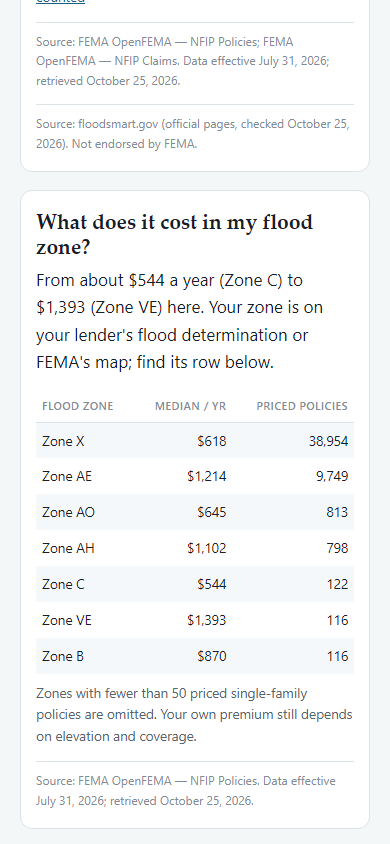 counted
Source: FEMA OpenFEMA — NFIP Policies; FEMA
OpenFEMA — NFIP Claims. Data effective July 31, 2026;
retrieved October 25, 2026.
Source: floodsmart.gov (official pages, checked October 25,
2026). Not endorsed by FEMA.
What does it cost in my flood
zone?
From about $544 a year (Zone C) to
$1,393 (Zone VE) here. Your zone is on
your lender's flood determination or
FEMA's map; find its row below.
FLOOD ZONE MEDIAN / YR PRICED POLICIES
Zone X $618 38,954
Zone AE $1,214 9,749
Zone AO $645 813
Zone AH $1,102 798
Zone C $544 122
Zone VE $1,393 116
Zone B $870 116
Zones with fewer than 50 priced single-family
policies are omitted. Your own premium still depends
on elevation and coverage.
Source: FEMA OpenFEMA — NFIP Policies. Data effective
July 31, 2026; retrieved October 25, 2026.